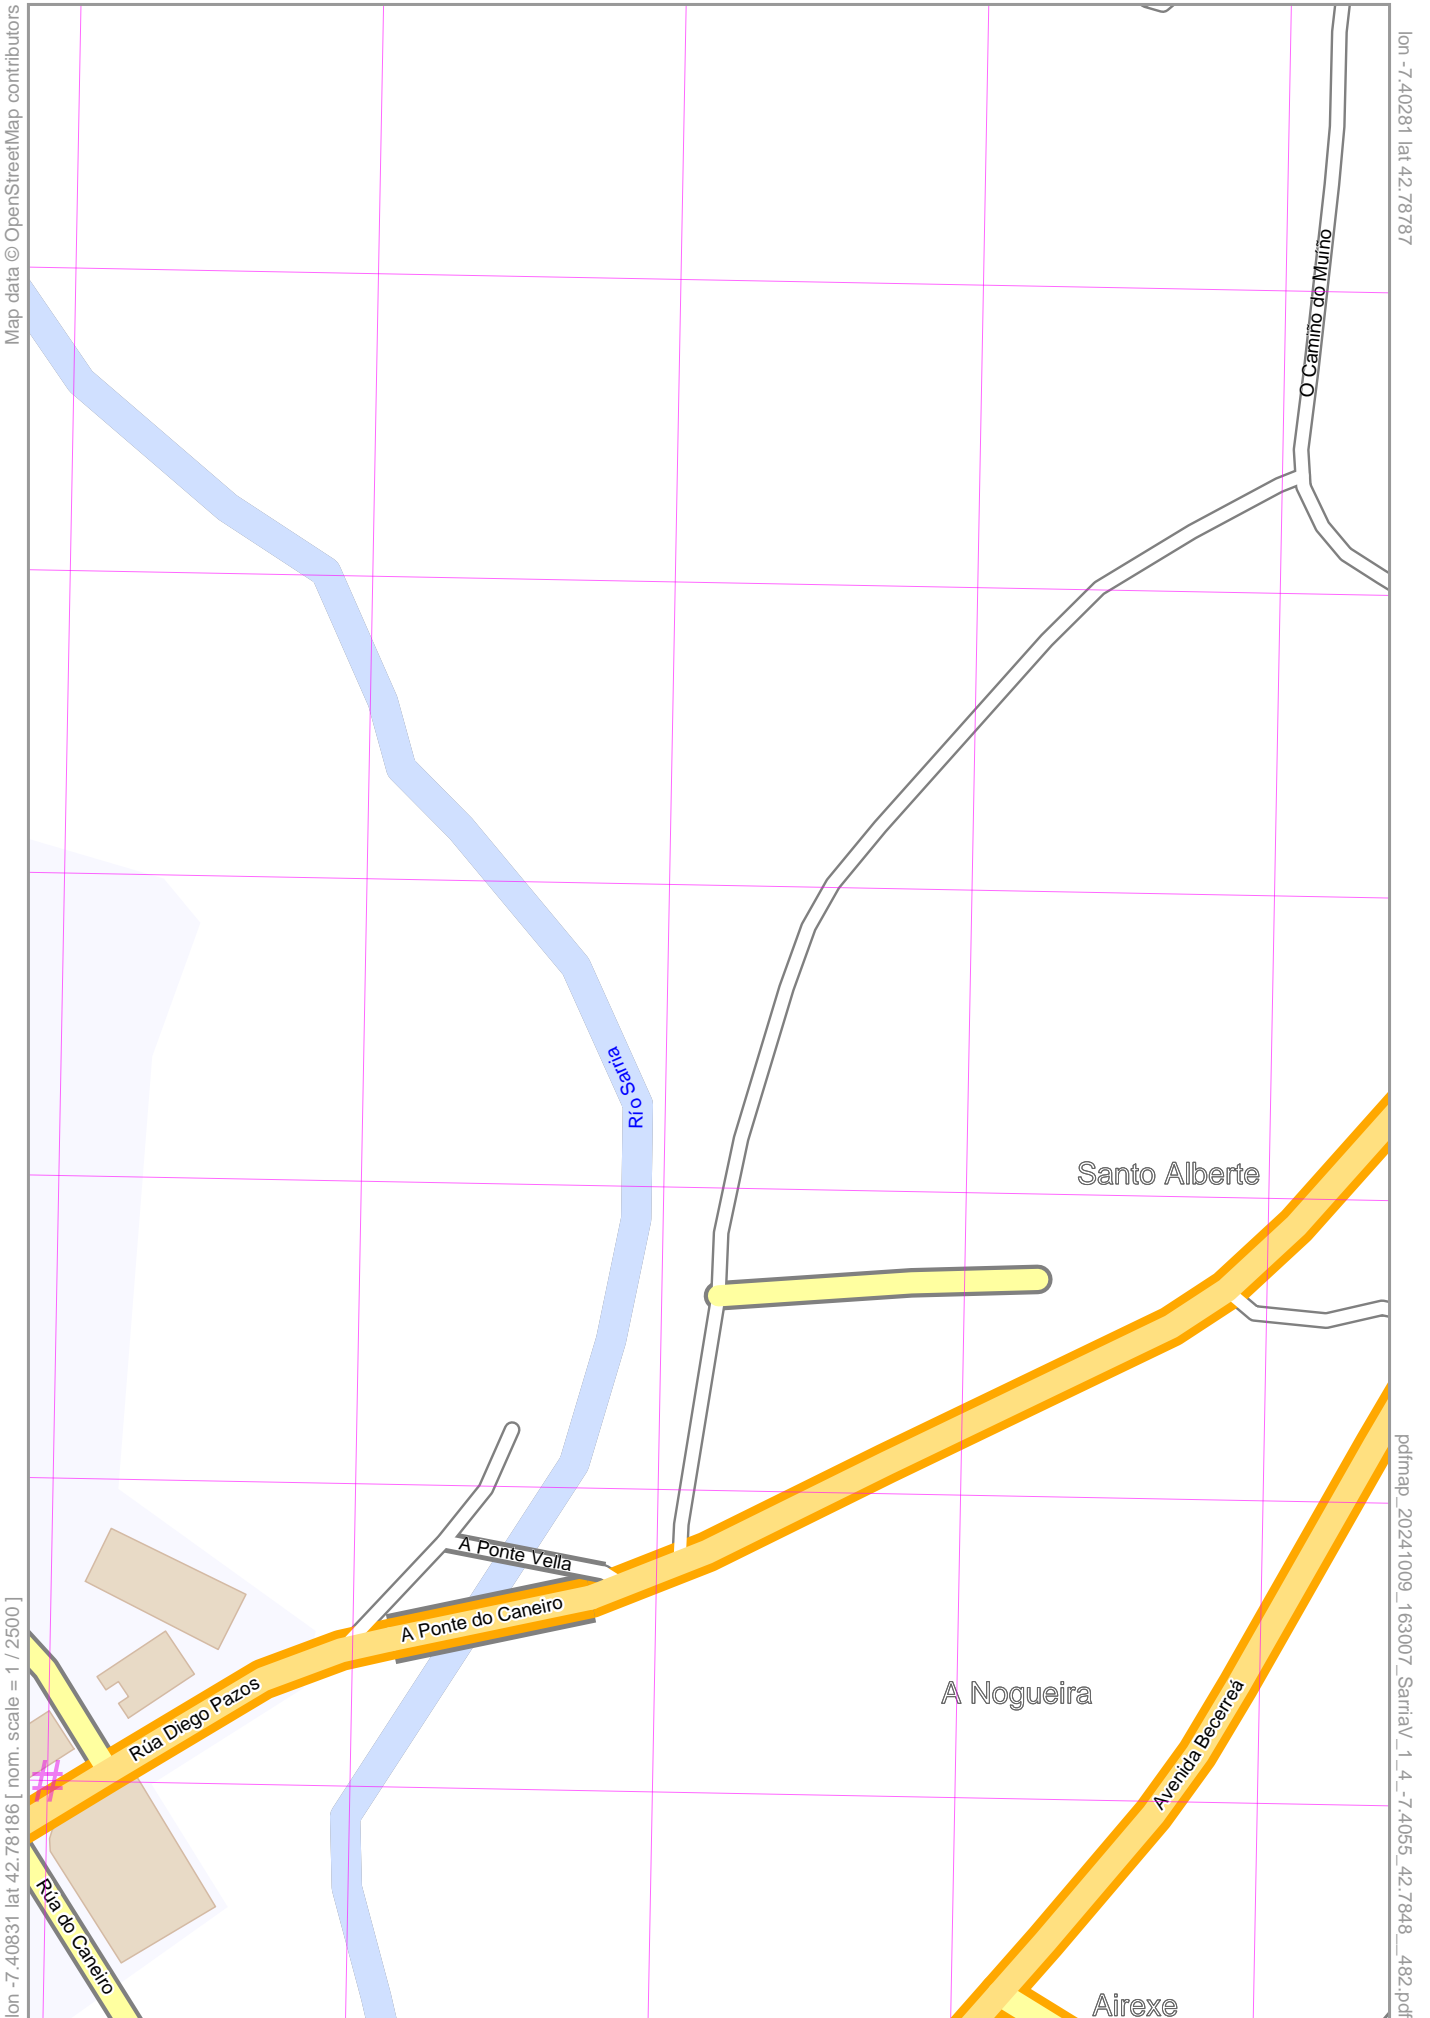 Map data © OpenStreetMap contributors
lon -7.40281 lat 42.78787
O Camiño do Muíño
Río Sarria
Santo Alberte
A Ponte Vella
A Ponte do Caneiro
Rúa Diego Pazos
A Nogueira
Avenida Becerreá
#
Rúa do Caneiro
Airexe
lon -7.40831 lat 42.78186 [ nom. scale = 1 / 2500 ]
pdfmap_20241009_163007_SarriaV_1_4_-7.4055_42.7848__482.pdf